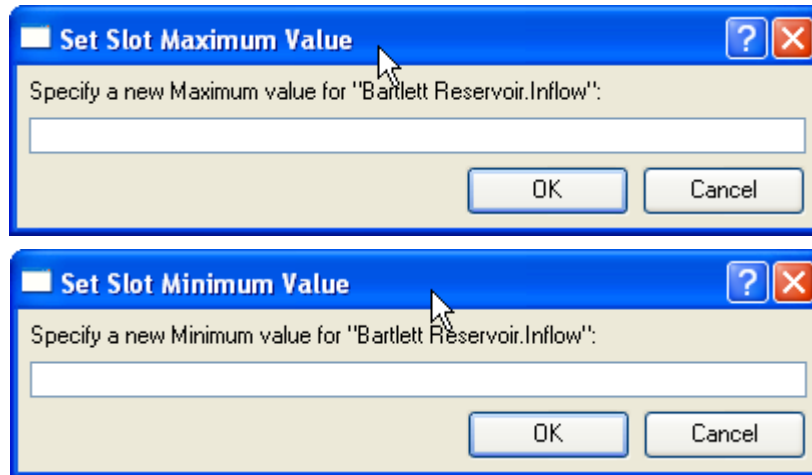 Set Slot Maximum Value
Specify a new Maximum value for "Bartlett Reservoir.Inflow":
OK Cancel
Set Slot Minimum Value
Specify a new Minimum value for "Bartlett Reservoir.Inflow":
OK Cancel